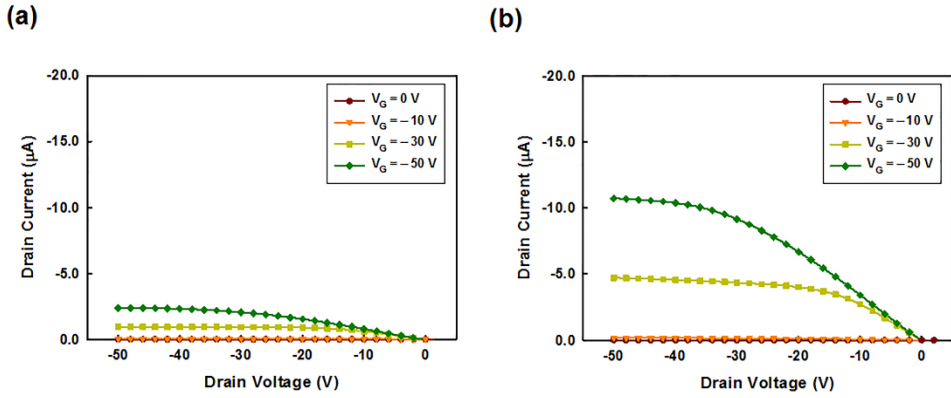 (a)
-20.0
-15.0
-10.0
-5.0
0.0
-50
-40
-30
-20
-10
0
Drain Current (μA)
Drain Voltage (V)
V_G = 0 V
V_G = −10 V
V_G = −30 V
V_G = −50 V
(b)
-20.0
-15.0
-10.0
-5.0
0.0
-50
-40
-30
-20
-10
0
Drain Current (μA)
Drain Voltage (V)
V_G = 0 V
V_G = −10 V
V_G = −30 V
V_G = −50 V